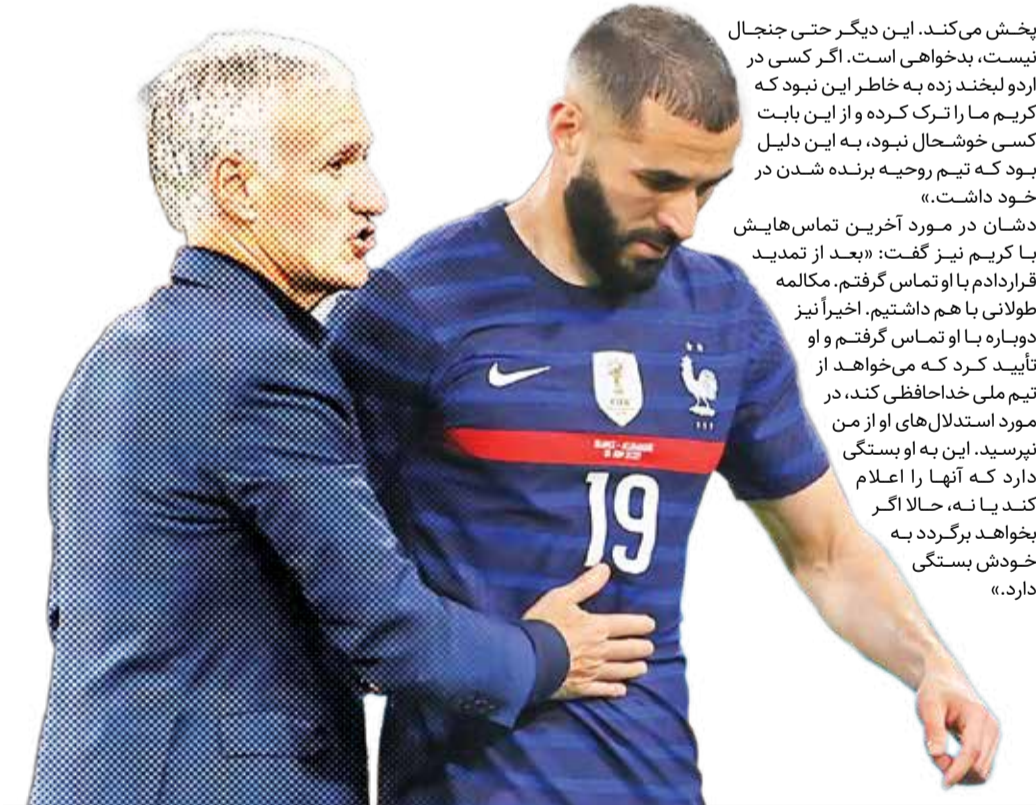 پخش می‌کند. این دیگر حتی جنجال
نیست، بدخواهی است. اگر کسی در
اردو لبخند زده به خاطر این نبود که
کریم ما را ترک کرده و از این بابت
کسی خوشحال نبود، به این دلیل
بود که تیم روحیه برنده شدن در
خود داشت.»
دشان در مورد آخرین تماس‌هایش
با کریم نیز گفت: «بعد از تمدید
قراردادم با او تماس گرفتم. مکالمه
طولانی با هم داشتیم. اخیراً نیز
دوباره با او تماس گرفتم و او
تأیید کرد که می‌خواهد از
تیم ملی خداحافظی کند، در
مورد استدلال‌های او از من
نپرسید. این به او بستگی
دارد که آنها را اعلام
کند یا نه، حالا اگر
بخواهد برگردد به
خودش بستگی
دارد.»
FIFA
19